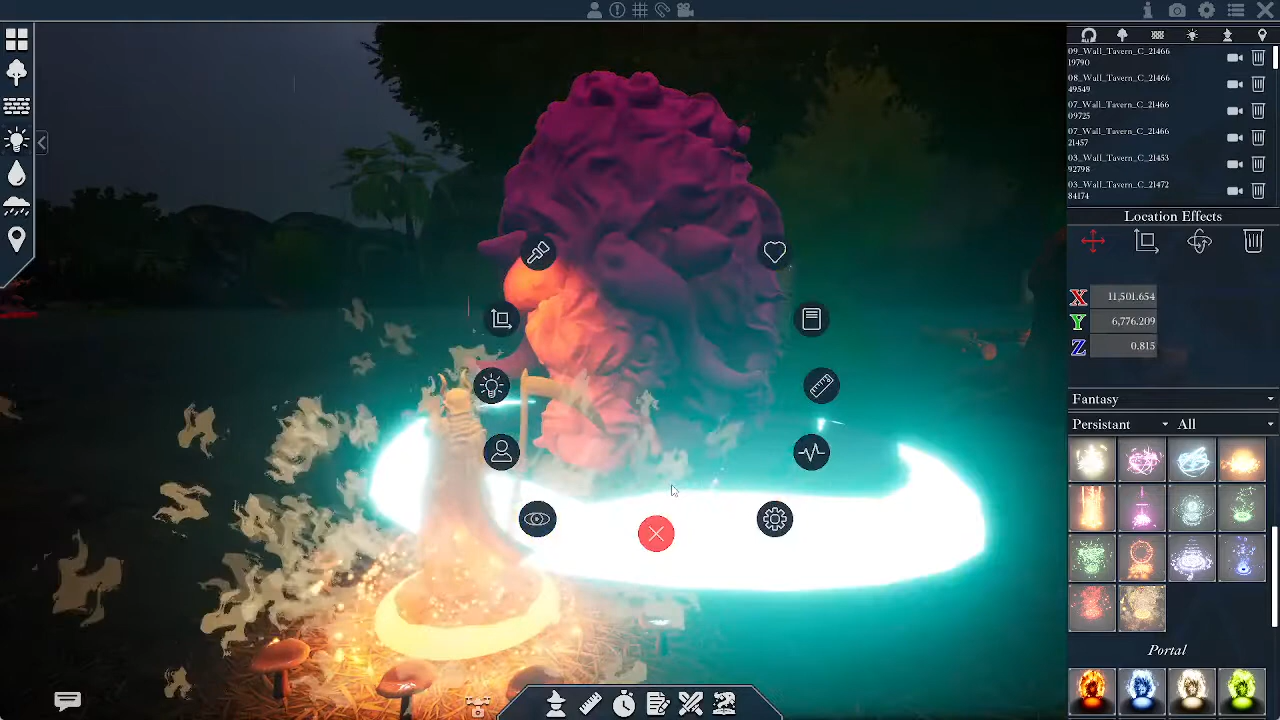 09_Wall_Tavern_C_21466
19790
08_Wall_Tavern_C_21466
49549
07_Wall_Tavern_C_21466
09725
07_Wall_Tavern_C_21466
21457
03_Wall_Tavern_C_21453
92798
03_Wall_Tavern_C_21472
84174
Location Effects
X 11,501.654
Y 6,776.209
Z 0.815
Fantasy
Persistant All
Portal